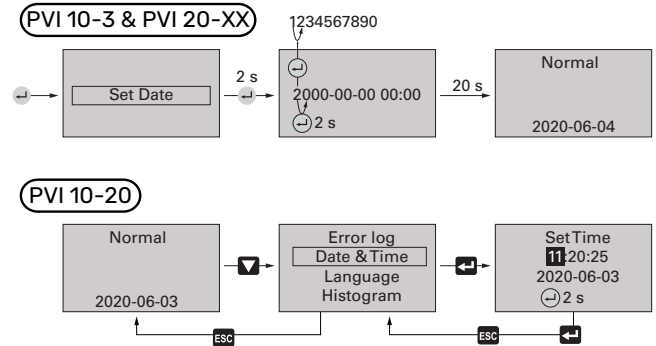 PVI 10-3 & PVI 20-XX
1234567890
Set Date
2 s
2000-00-00 00:00
2 s
20 s
Normal
2020-06-04
PVI 10-20
Normal
2020-06-03
Error log
Date & Time
Language
Histogram
Set Time
11:20:25
2020-06-03
2 s
ESC
ESC